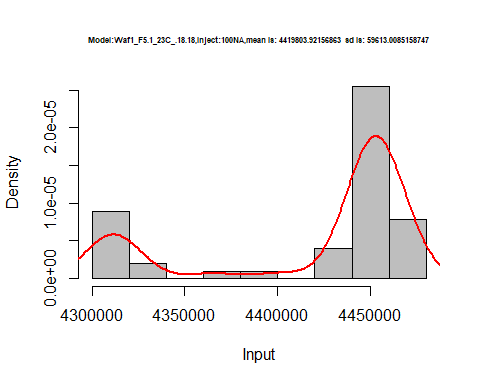 Model:Waf1_F5.1_23C_.18.18,Inject:100NA,mean is: 4419803.92156863 sd is: 59613.0085158747
Density
2.0e-05
1.0e-05
0.0e+00
4300000 4350000 4400000 4450000
Input